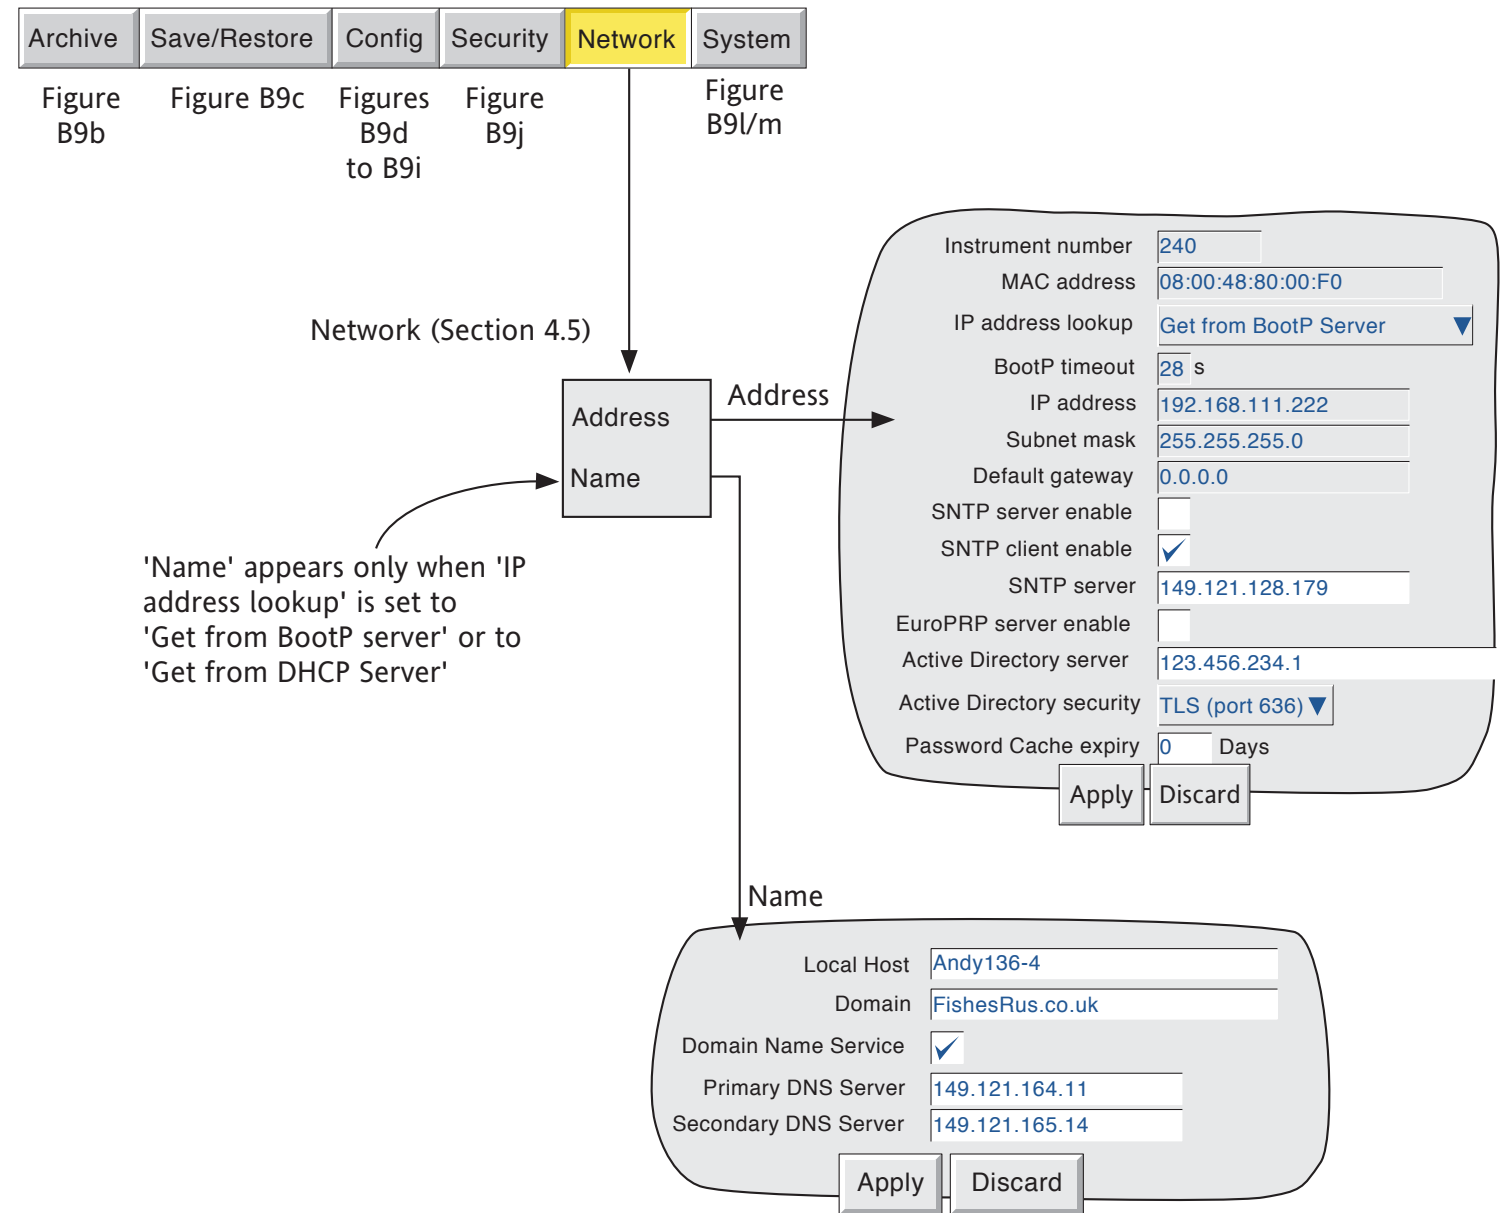 Archive Save/Restore Config Security Network System
Figure
B9b
Figure B9c
Figures
B9d
to B9i
Figure
B9j
Figure
B9l/m
Network (Section 4.5)
Address
Name
Address
'Name' appears only when 'IP
address lookup' is set to
'Get from BootP server' or to
'Get from DHCP Server'
Instrument number 240
MAC address 08:00:48:80:00:F0
IP address lookup Get from BootP Server
BootP timeout 28 s
IP address 192.168.111.222
Subnet mask 255.255.255.0
Default gateway 0.0.0.0
SNTP server enable
SNTP client enable
SNTP server 149.121.128.179
EuroPRP server enable
Active Directory server 123.456.234.1
Active Directory security TLS (port 636)
Password Cache expiry 0 Days
Apply Discard
Name
Local Host Andy136-4
Domain FishesRus.co.uk
Domain Name Service
Primary DNS Server 149.121.164.11
Secondary DNS Server 149.121.165.14
Apply Discard